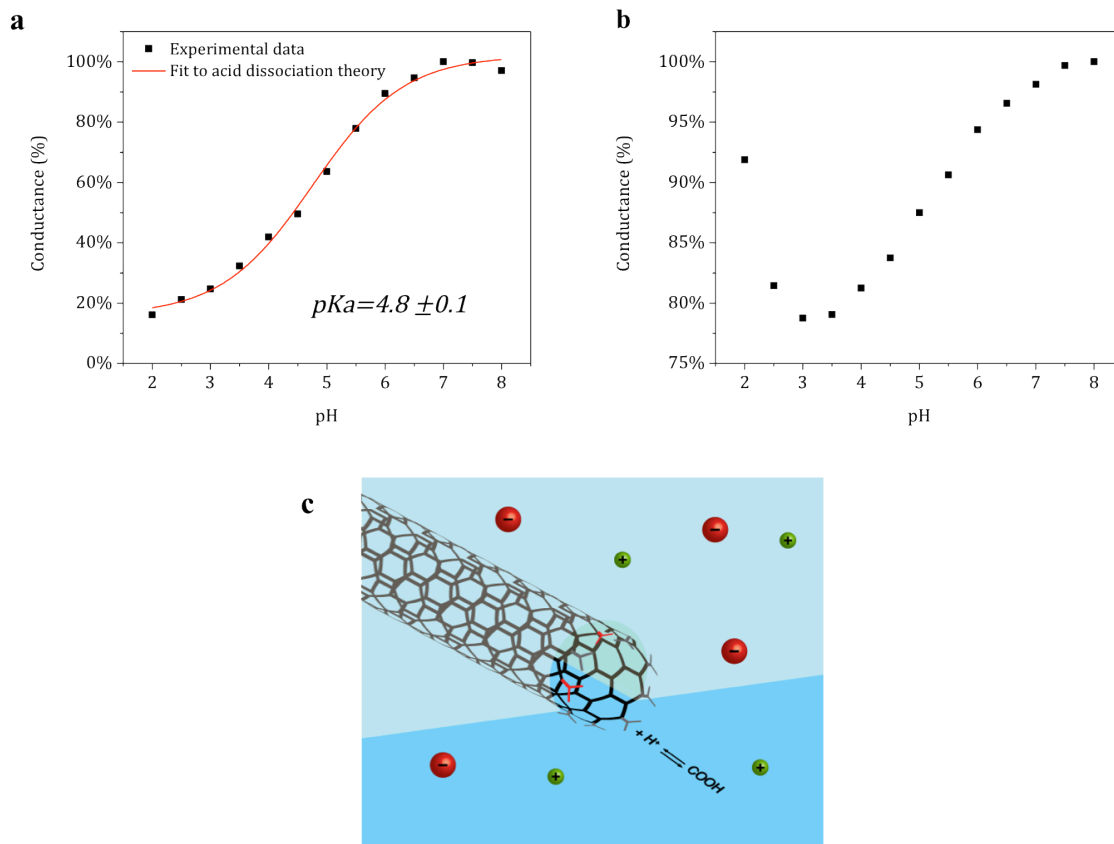 a
Experimental data
Fit to acid dissociation theory
100%
80%
60%
40%
20%
0%
Conductance (%)
pKa=4.8 ±0.1
2 3 4 5 6 7 8
pH
b
100%
95%
90%
85%
80%
75%
Conductance (%)
2 3 4 5 6 7 8
pH
c
−
−
+
+
−
−
+
+
+ H⁺ ⇌ COOH